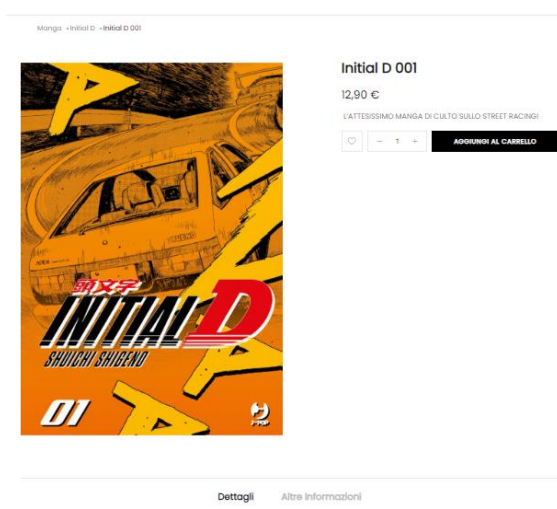 Manga • Initial D • Initial D 001
Initial D 001
12,90 €
L'ATTESISSIMO MANGA DI CULTO SULLO STREET RACING!
− 1 +
AGGIUNGI AL CARRELLO
頭文字
INITIAL D
SHUICHI SHIGENO
01
J-POP
Dettagli
Altre Informazioni